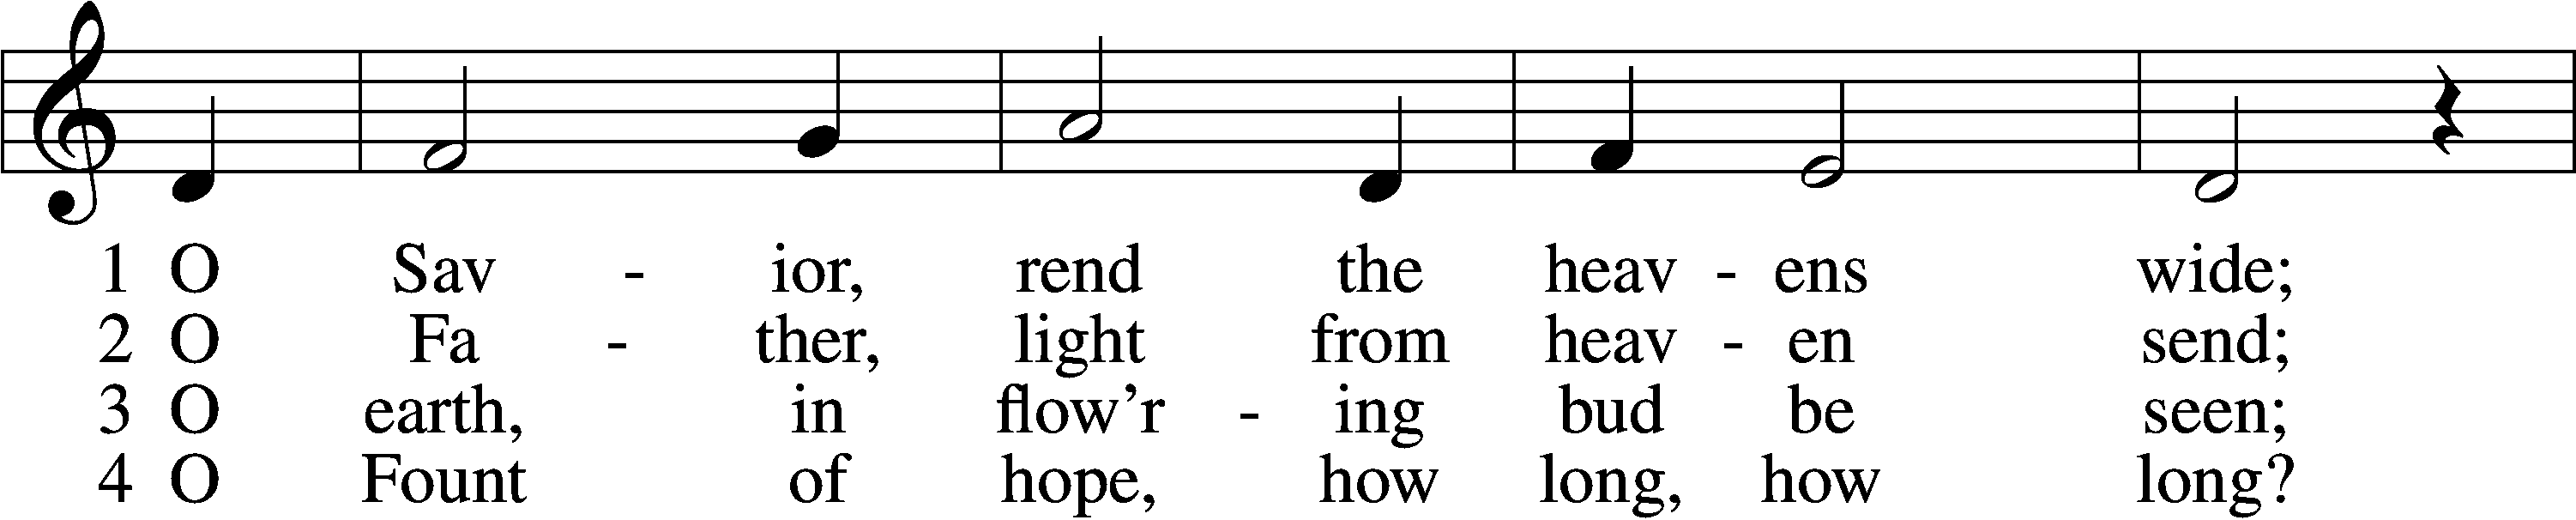 1 O Sav - ior, rend the heav - ens wide;
2 O Fa - ther, light from heav - en send;
3 O earth, in flow’r - ing bud be seen;
4 O Fount of hope, how long, how long?